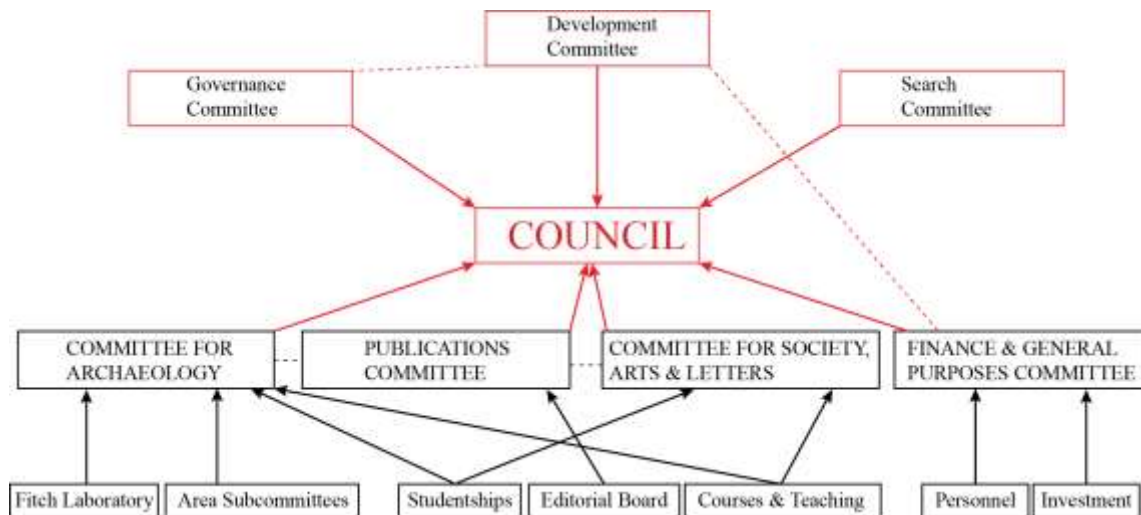 Development
Committee
Governance
Committee
Search
Committee
COUNCIL
COMMITTEE FOR
ARCHAEOLOGY
PUBLICATIONS
COMMITTEE
COMMITTEE FOR SOCIETY,
ARTS & LETTERS
FINANCE & GENERAL
PURPOSES COMMITTEE
Fitch Laboratory
Area Subcommittees
Studentships
Editorial Board
Courses & Teaching
Personnel
Investment